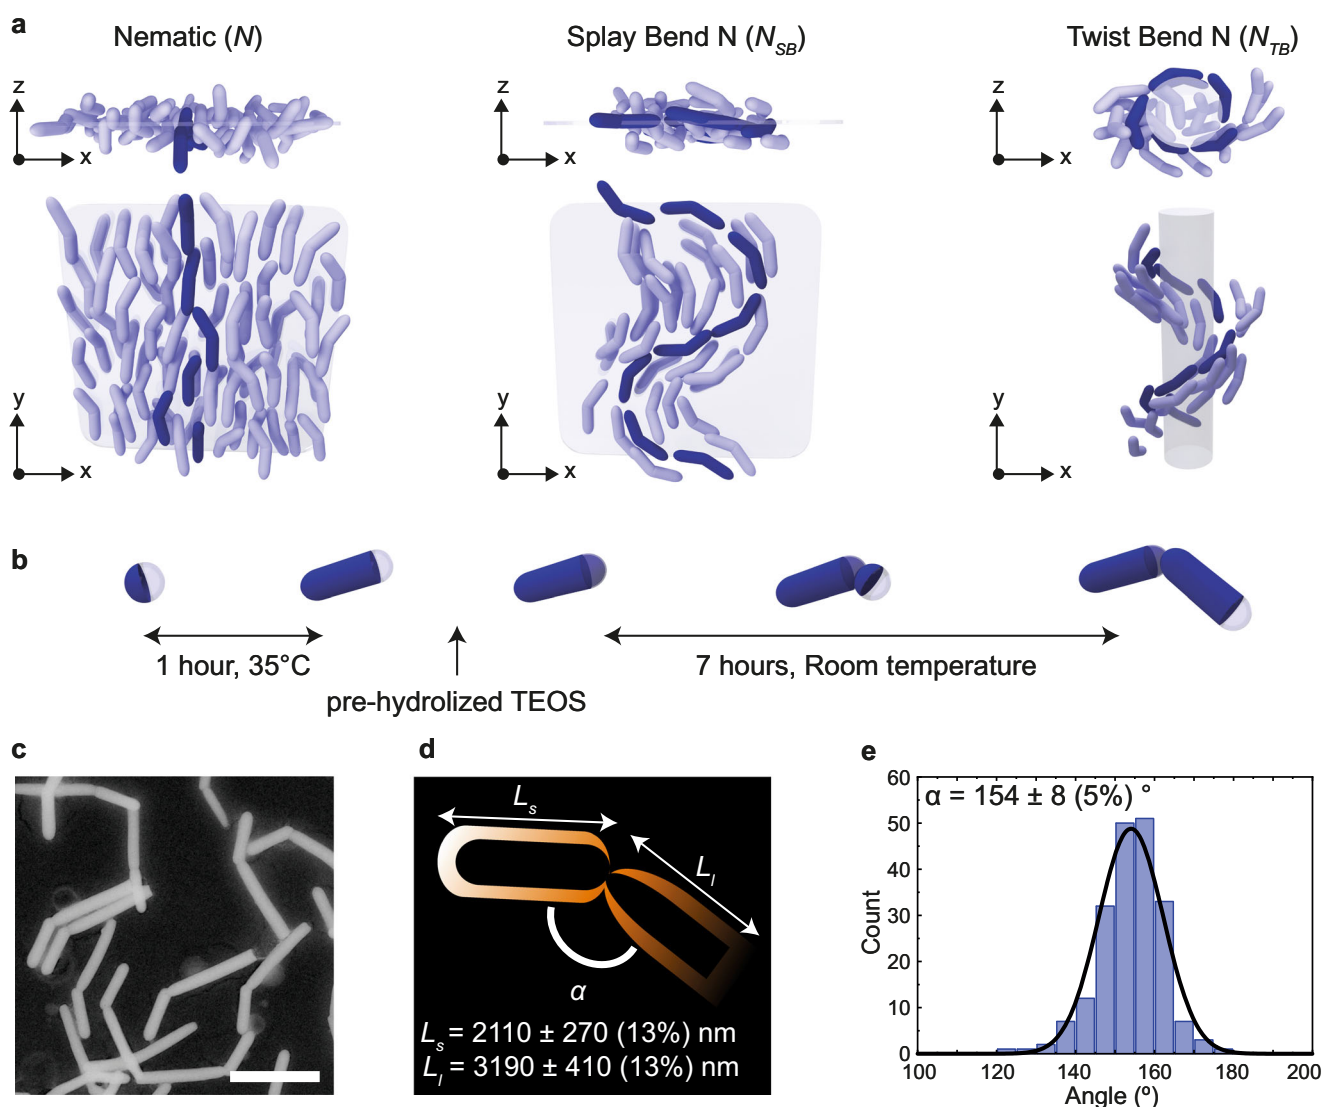 a
Nematic (N)
Splay Bend N (N_SB)
Twist Bend N (N_TB)
z
x
z
x
z
x
y
x
y
x
y
x
b
1 hour, 35°C
7 hours, Room temperature
pre-hydrolized TEOS
c
d
L_s
L_l
α
L_s = 2110 ± 270 (13%) nm
L_l = 3190 ± 410 (13%) nm
e
α = 154 ± 8 (5%) °
Count
60
50
40
30
20
10
0
100 120 140 160 180 200
Angle (º)